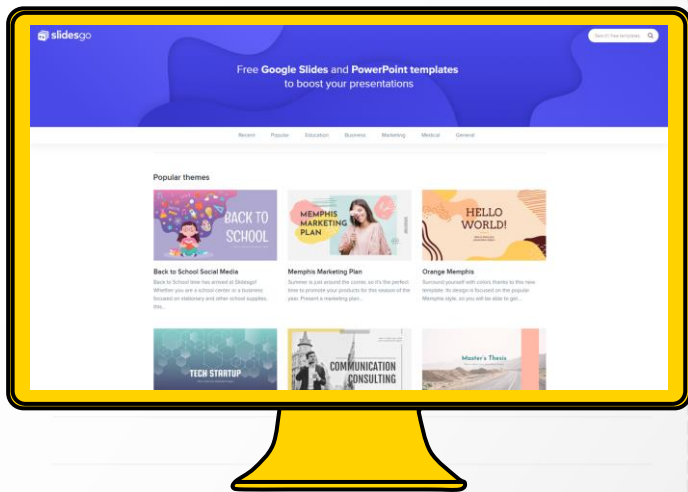 slidesgo
Search free templates
Free Google Slides and PowerPoint templates
to boost your presentations
Recent Popular Education Business Marketing Medical General
Popular themes
BACK TO
SCHOOL
MEMPHIS
MARKETING
PLAN
HELLO
WORLD!
Back to School Social Media
Memphis Marketing Plan
Orange Memphis
Back to School time has arrived at Slidesgo!
Whether you are a school center or a business
focused on stationery and other school supplies,
this...
Summer is just around the corner, so it's the perfect
time to promote your products for this season of the
year. Present a marketing plan...
Surround yourself with colors thanks to this new
template. Its design is focused on the popular
Memphis style, so you will be able to get...
TECH STARTUP
COMMUNICATION
CONSULTING
Master's Thesis